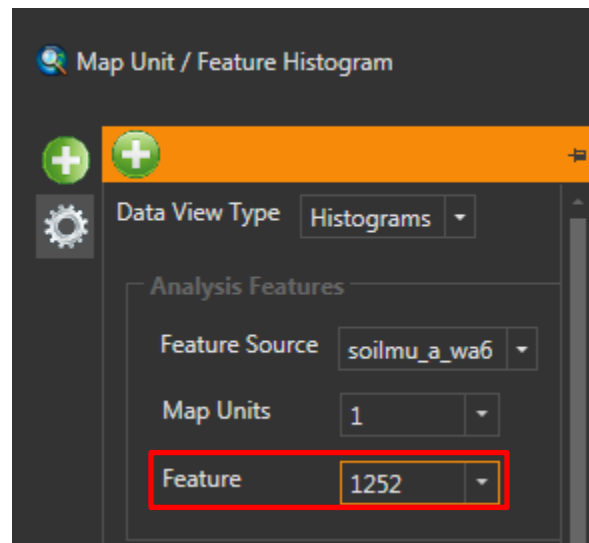 Map Unit / Feature Histogram
Data View Type Histograms
Analysis Features
Feature Source soilmu_a_wa6
Map Units 1
Feature 1252